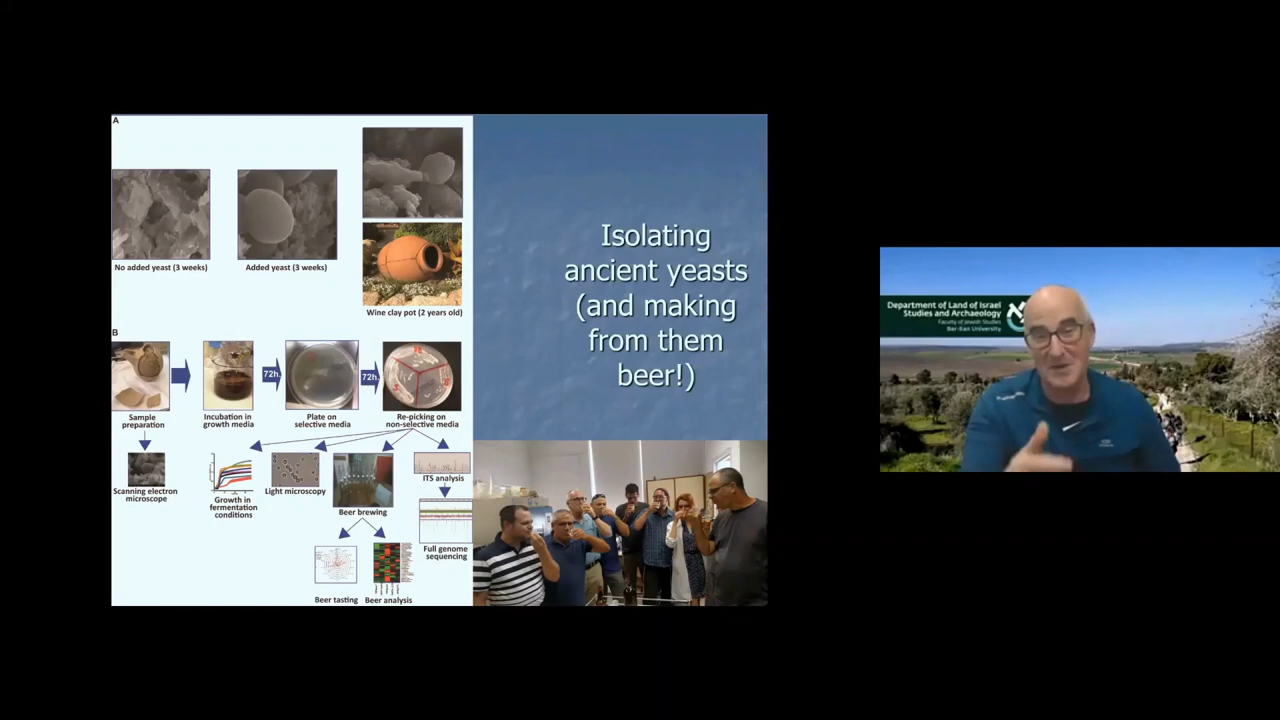 A
No added yeast (3 weeks)
Added yeast (3 weeks)
Wine clay pot (2 years old)
B
72h.
72h.
Sample
preparation
Incubation in
growth media
Plate on
selective media
Re-picking on
non-selective media
Scanning electron
microscope
Growth in
fermentation
conditions
Light microscopy
Beer brewing
ITS analysis
Full genome
sequencing
Beer tasting
Beer analysis
Isolating
ancient yeasts
(and making
from them
beer!)
Department of Land of Israel
Studies and Archaeology
Faculty of Jewish Studies
Bar-Ilan University